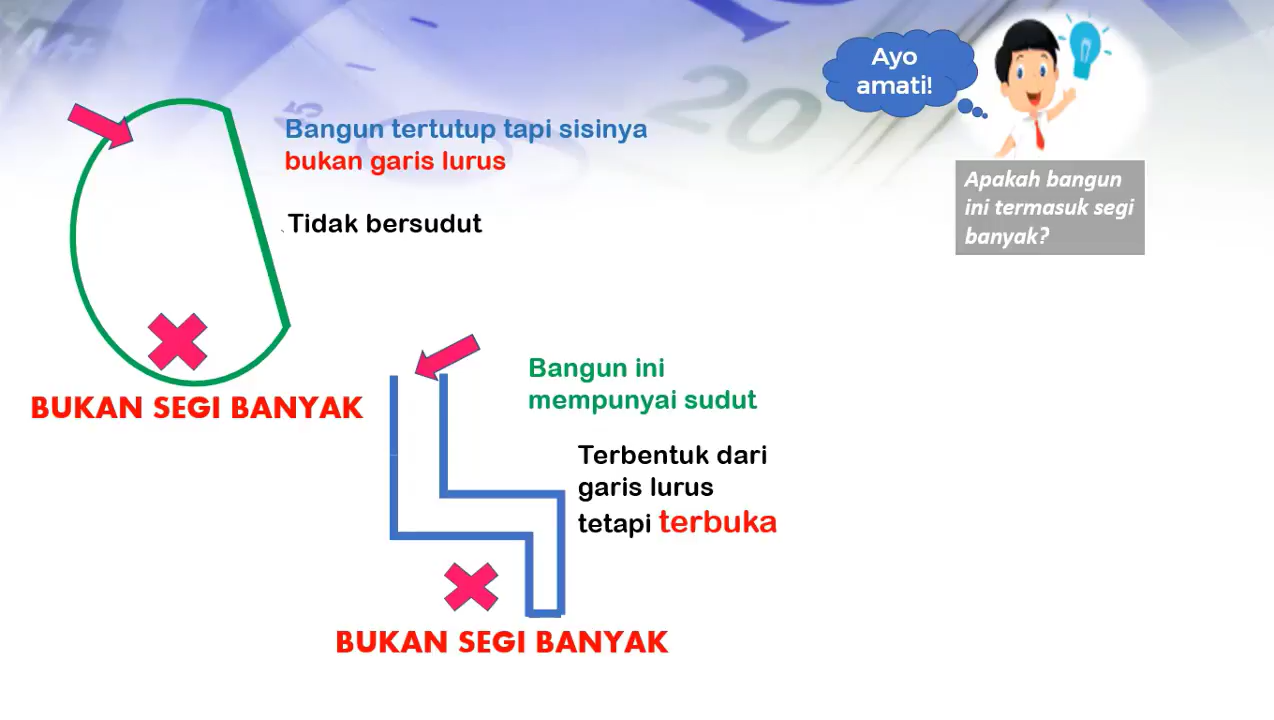 Ayo
amati!
Apakah bangun
ini termasuk segi
banyak?
Bangun tertutup tapi sisinya
bukan garis lurus
Tidak bersudut
BUKAN SEGI BANYAK
Bangun ini
mempunyai sudut
Terbentuk dari
garis lurus
tetapi terbuka
BUKAN SEGI BANYAK
20